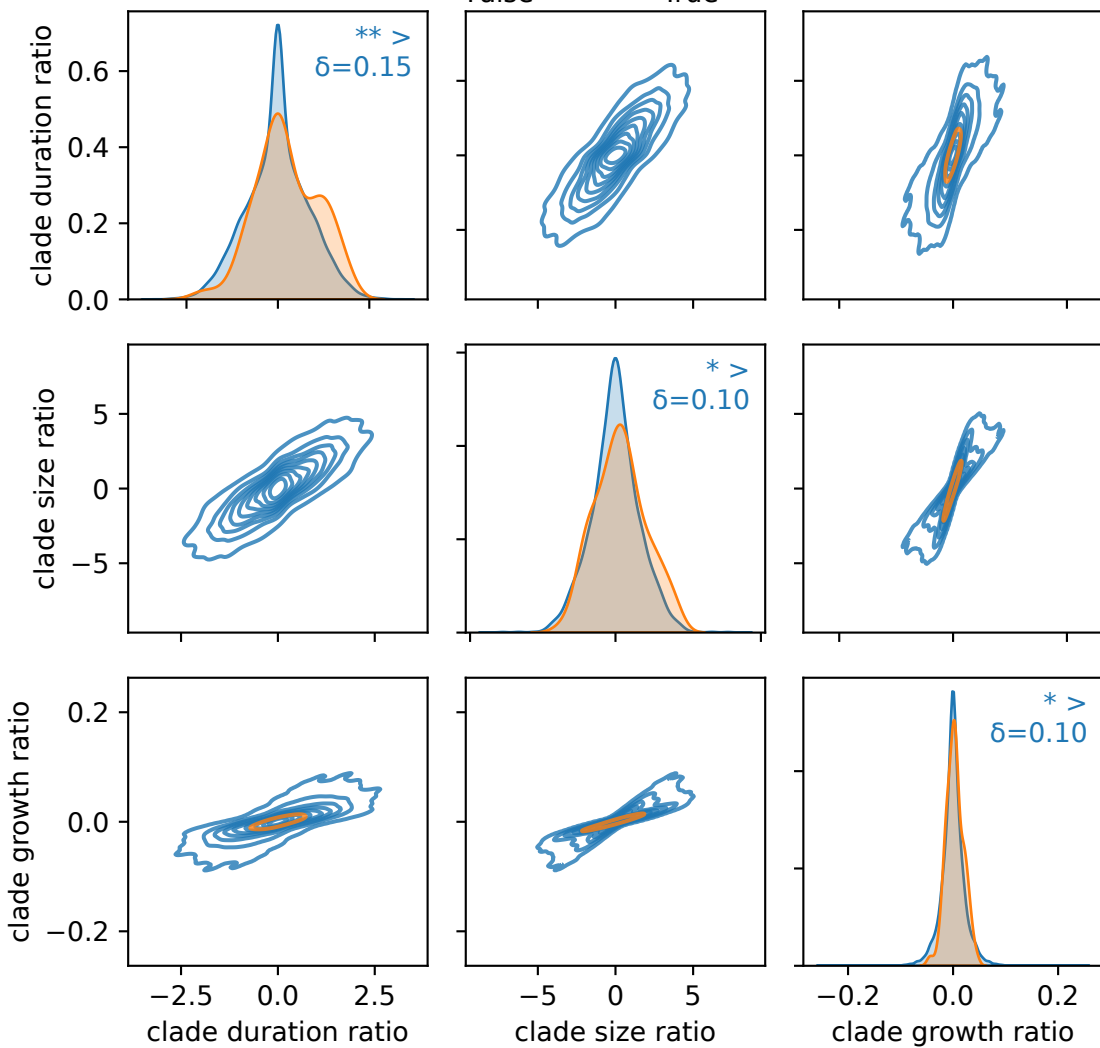 clade duration ratio
0.6
0.4
0.2
0.0
** >
δ=0.15
clade size ratio
5
0
−5
* >
δ=0.10
clade growth ratio
0.2
0.0
−0.2
* >
δ=0.10
−2.5 0.0 2.5
−5 0 5
−0.2 0.0 0.2
clade duration ratio
clade size ratio
clade growth ratio